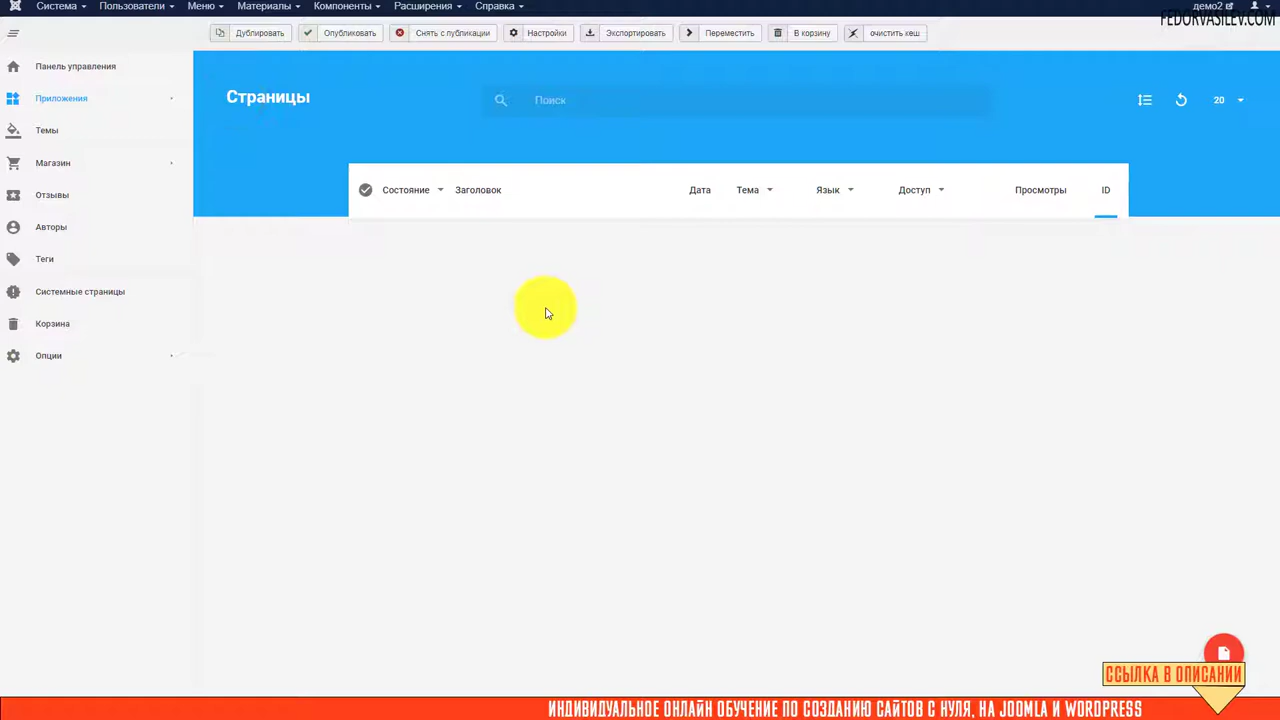 Система Пользователи Меню Материалы Компоненты Расширения Справка демо2
FEDORVASILEV.COM
Дублировать Опубликовать Снять с публикации Настройки Экспортировать Переместить В корзину очистить кеш
Панель управления
Приложения
Темы
Магазин
Отзывы
Авторы
Теги
Системные страницы
Корзина
Опции
Страницы
Поиск
20
Состояние Заголовок Дата Тема Язык Доступ Просмотры ID
ССЫЛКА В ОПИСАНИИ
ИНДИВИДУАЛЬНОЕ ОНЛАЙН ОБУЧЕНИЕ ПО СОЗДАНИЮ САЙТОВ С НУЛЯ, НА JOOMLA И WORDPRESS